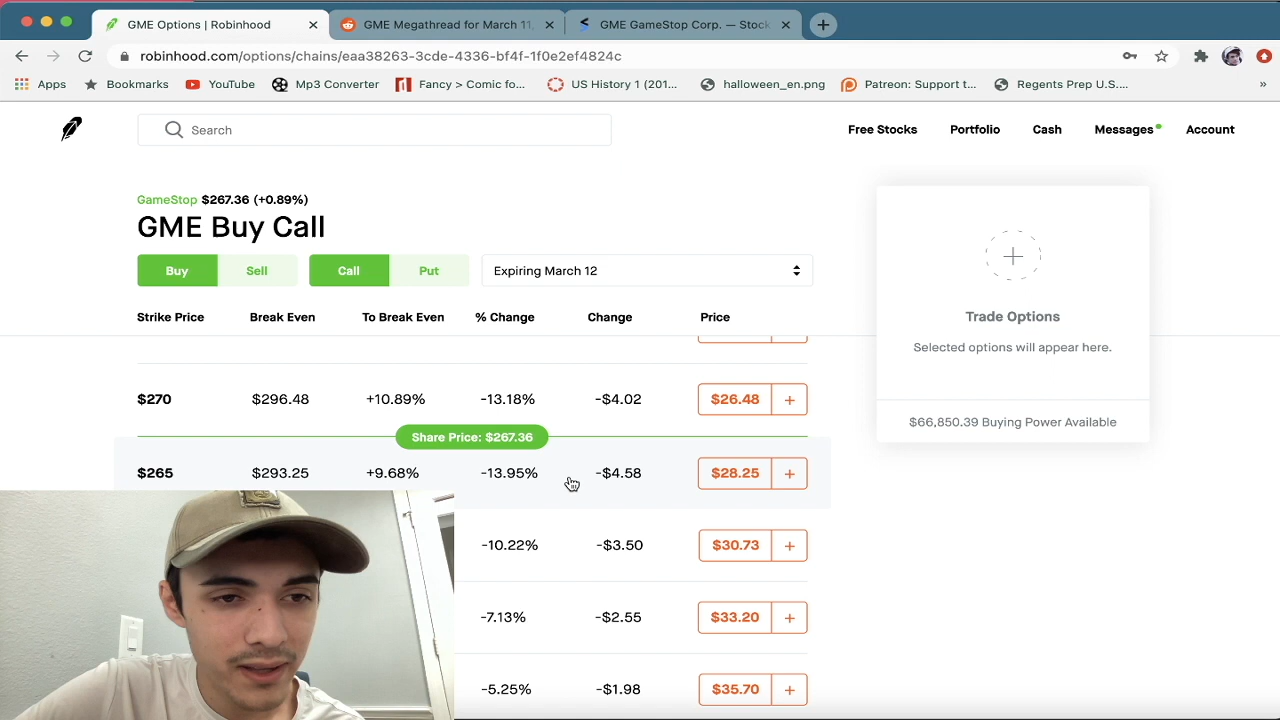 GME Options | Robinhood
GME Megathread for March 11,
GME GameStop Corp. — Stock
robinhood.com/options/chains/eaa38263-3cde-4336-bf4f-1f0e2ef4824c
Apps Bookmarks YouTube Mp3 Converter Fancy > Comic fo... US History 1 (201... halloween_en.png Patreon: Support t... Regents Prep U.S.... »
Search
Free Stocks Portfolio Cash Messages Account
GameStop $267.36 (+0.89%)
GME Buy Call
Buy Sell Call Put Expiring March 12
Strike Price Break Even To Break Even % Change Change Price
$270 $296.48 +10.89% -13.18% -$4.02 $26.48 +
Share Price: $267.36
$265 $293.25 +9.68% -13.95% -$4.58 $28.25 +
-10.22% -$3.50 $30.73 +
-7.13% -$2.55 $33.20 +
-5.25% -$1.98 $35.70 +
Trade Options
Selected options will appear here.
$66,850.39 Buying Power Available